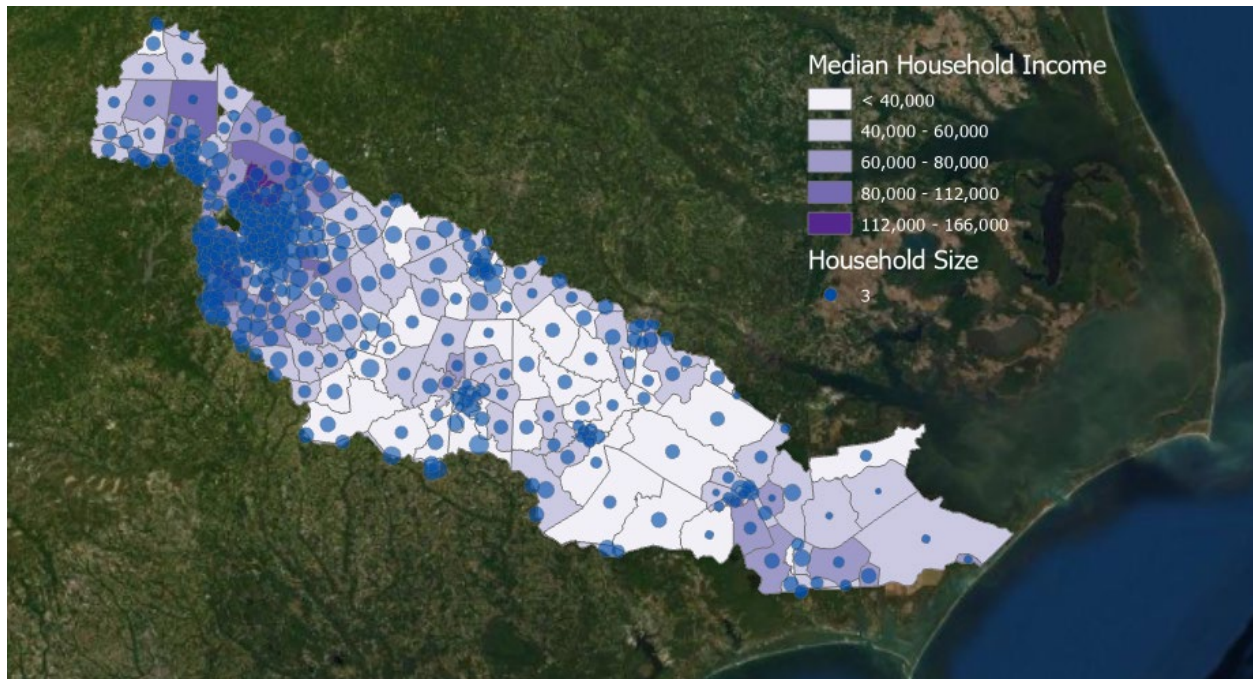 Median Household Income
< 40,000
40,000 - 60,000
60,000 - 80,000
80,000 - 112,000
112,000 - 166,000
Household Size
3